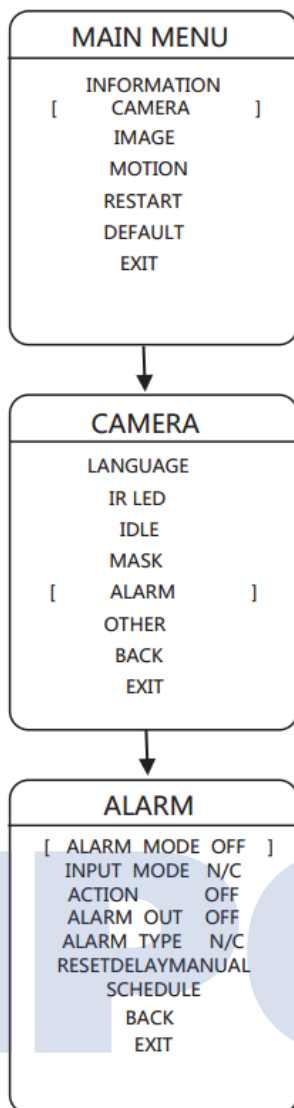 MAIN MENU
INFORMATION
[ CAMERA ]
IMAGE
MOTION
RESTART
DEFAULT
EXIT
CAMERA
LANGUAGE
IR LED
IDLE
MASK
[ ALARM ]
OTHER
BACK
EXIT
ALARM
[ ALARM MODE OFF ]
INPUT MODE N/C
ACTION OFF
ALARM OUT OFF
ALARM TYPE N/C
RESETDELAYMANUAL
SCHEDULE
BACK
EXIT